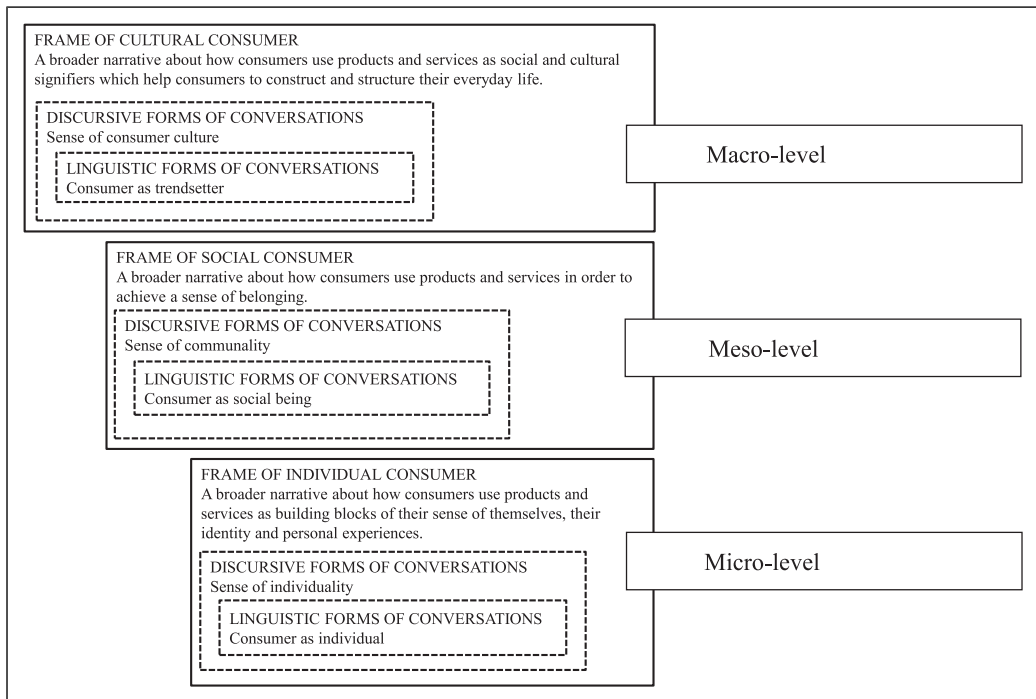 FRAME OF CULTURAL CONSUMER
A broader narrative about how consumers use products and services as social and cultural
signifiers which help consumers to construct and structure their everyday life.
DISCURSIVE FORMS OF CONVERSATIONS
Sense of consumer culture
LINGUISTIC FORMS OF CONVERSATIONS
Consumer as trendsetter
Macro-level
FRAME OF SOCIAL CONSUMER
A broader narrative about how consumers use products and services in order to
achieve a sense of belonging.
DISCURSIVE FORMS OF CONVERSATIONS
Sense of communality
LINGUISTIC FORMS OF CONVERSATIONS
Consumer as social being
Meso-level
FRAME OF INDIVIDUAL CONSUMER
A broader narrative about how consumers use products and
services as building blocks of their sense of themselves, their
identity and personal experiences.
DISCURSIVE FORMS OF CONVERSATIONS
Sense of individuality
LINGUISTIC FORMS OF CONVERSATIONS
Consumer as individual
Micro-level